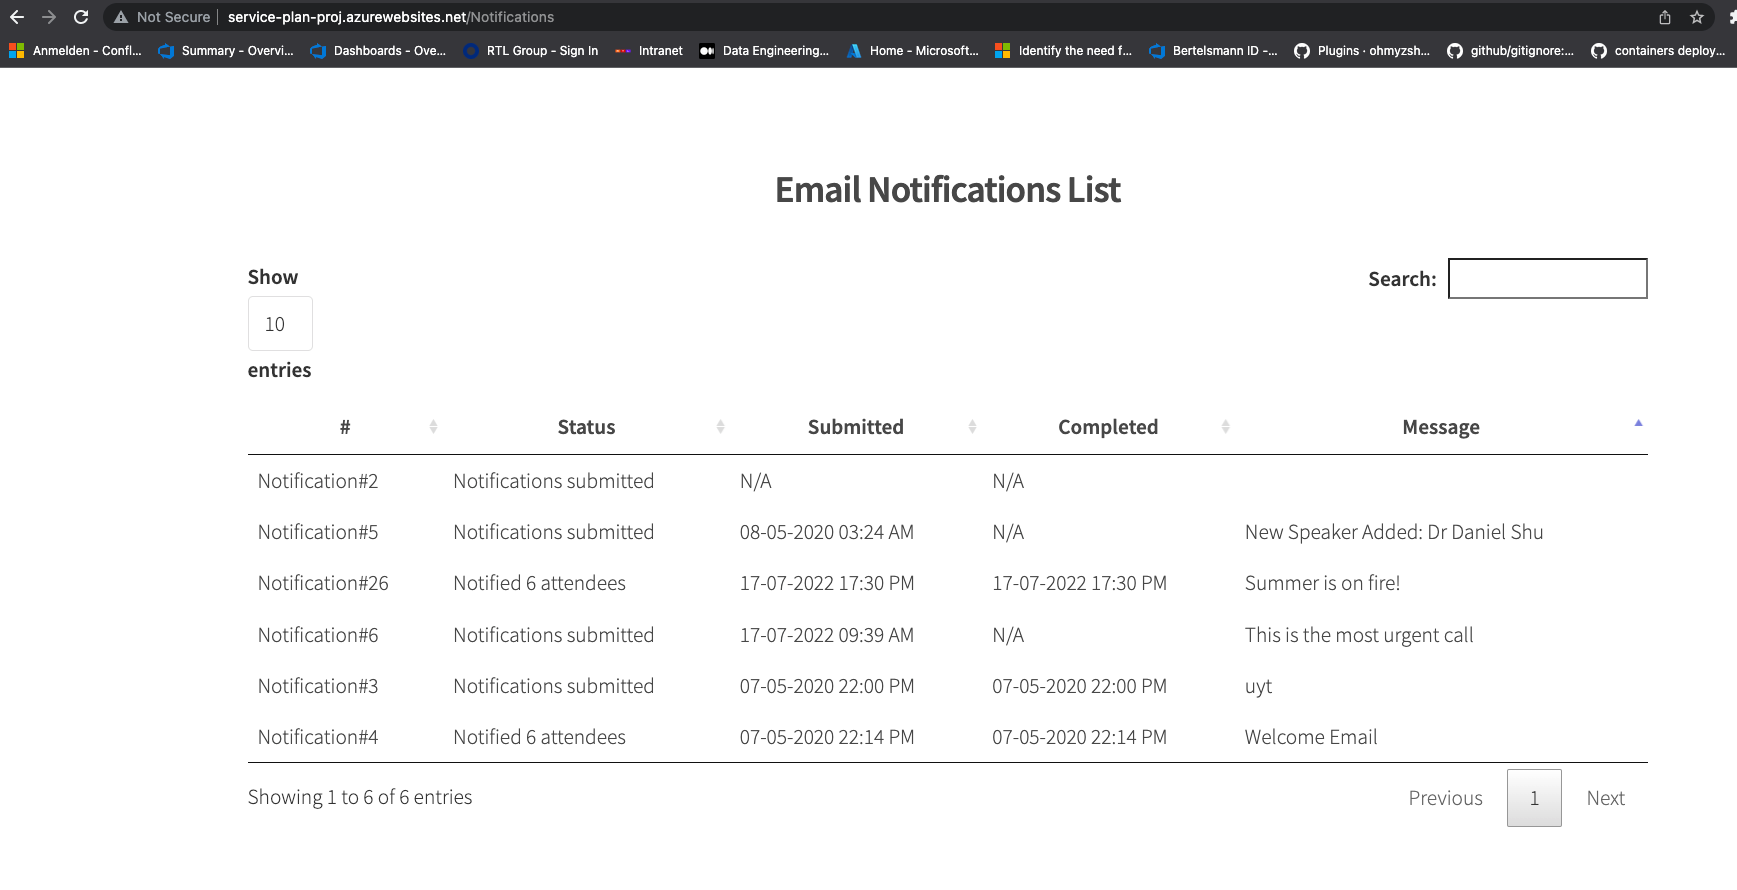 Not Secure | service-plan-proj.azurewebsites.net/Notifications
Anmelden - Confl... Summary - Overvi... Dashboards - Ove... RTL Group - Sign In Intranet Data Engineering... Home - Microsoft... Identify the need f... Bertelsmann ID -... Plugins · ohmyzsh... github/gitignore:... containers deploy...
Email Notifications List
Show
Search:
10
entries
# Status Submitted Completed Message
Notification#2 Notifications submitted N/A N/A
Notification#5 Notifications submitted 08-05-2020 03:24 AM N/A New Speaker Added: Dr Daniel Shu
Notification#26 Notified 6 attendees 17-07-2022 17:30 PM 17-07-2022 17:30 PM Summer is on fire!
Notification#6 Notifications submitted 17-07-2022 09:39 AM N/A This is the most urgent call
Notification#3 Notifications submitted 07-05-2020 22:00 PM 07-05-2020 22:00 PM uyt
Notification#4 Notified 6 attendees 07-05-2020 22:14 PM 07-05-2020 22:14 PM Welcome Email
Showing 1 to 6 of 6 entries
Previous 1 Next